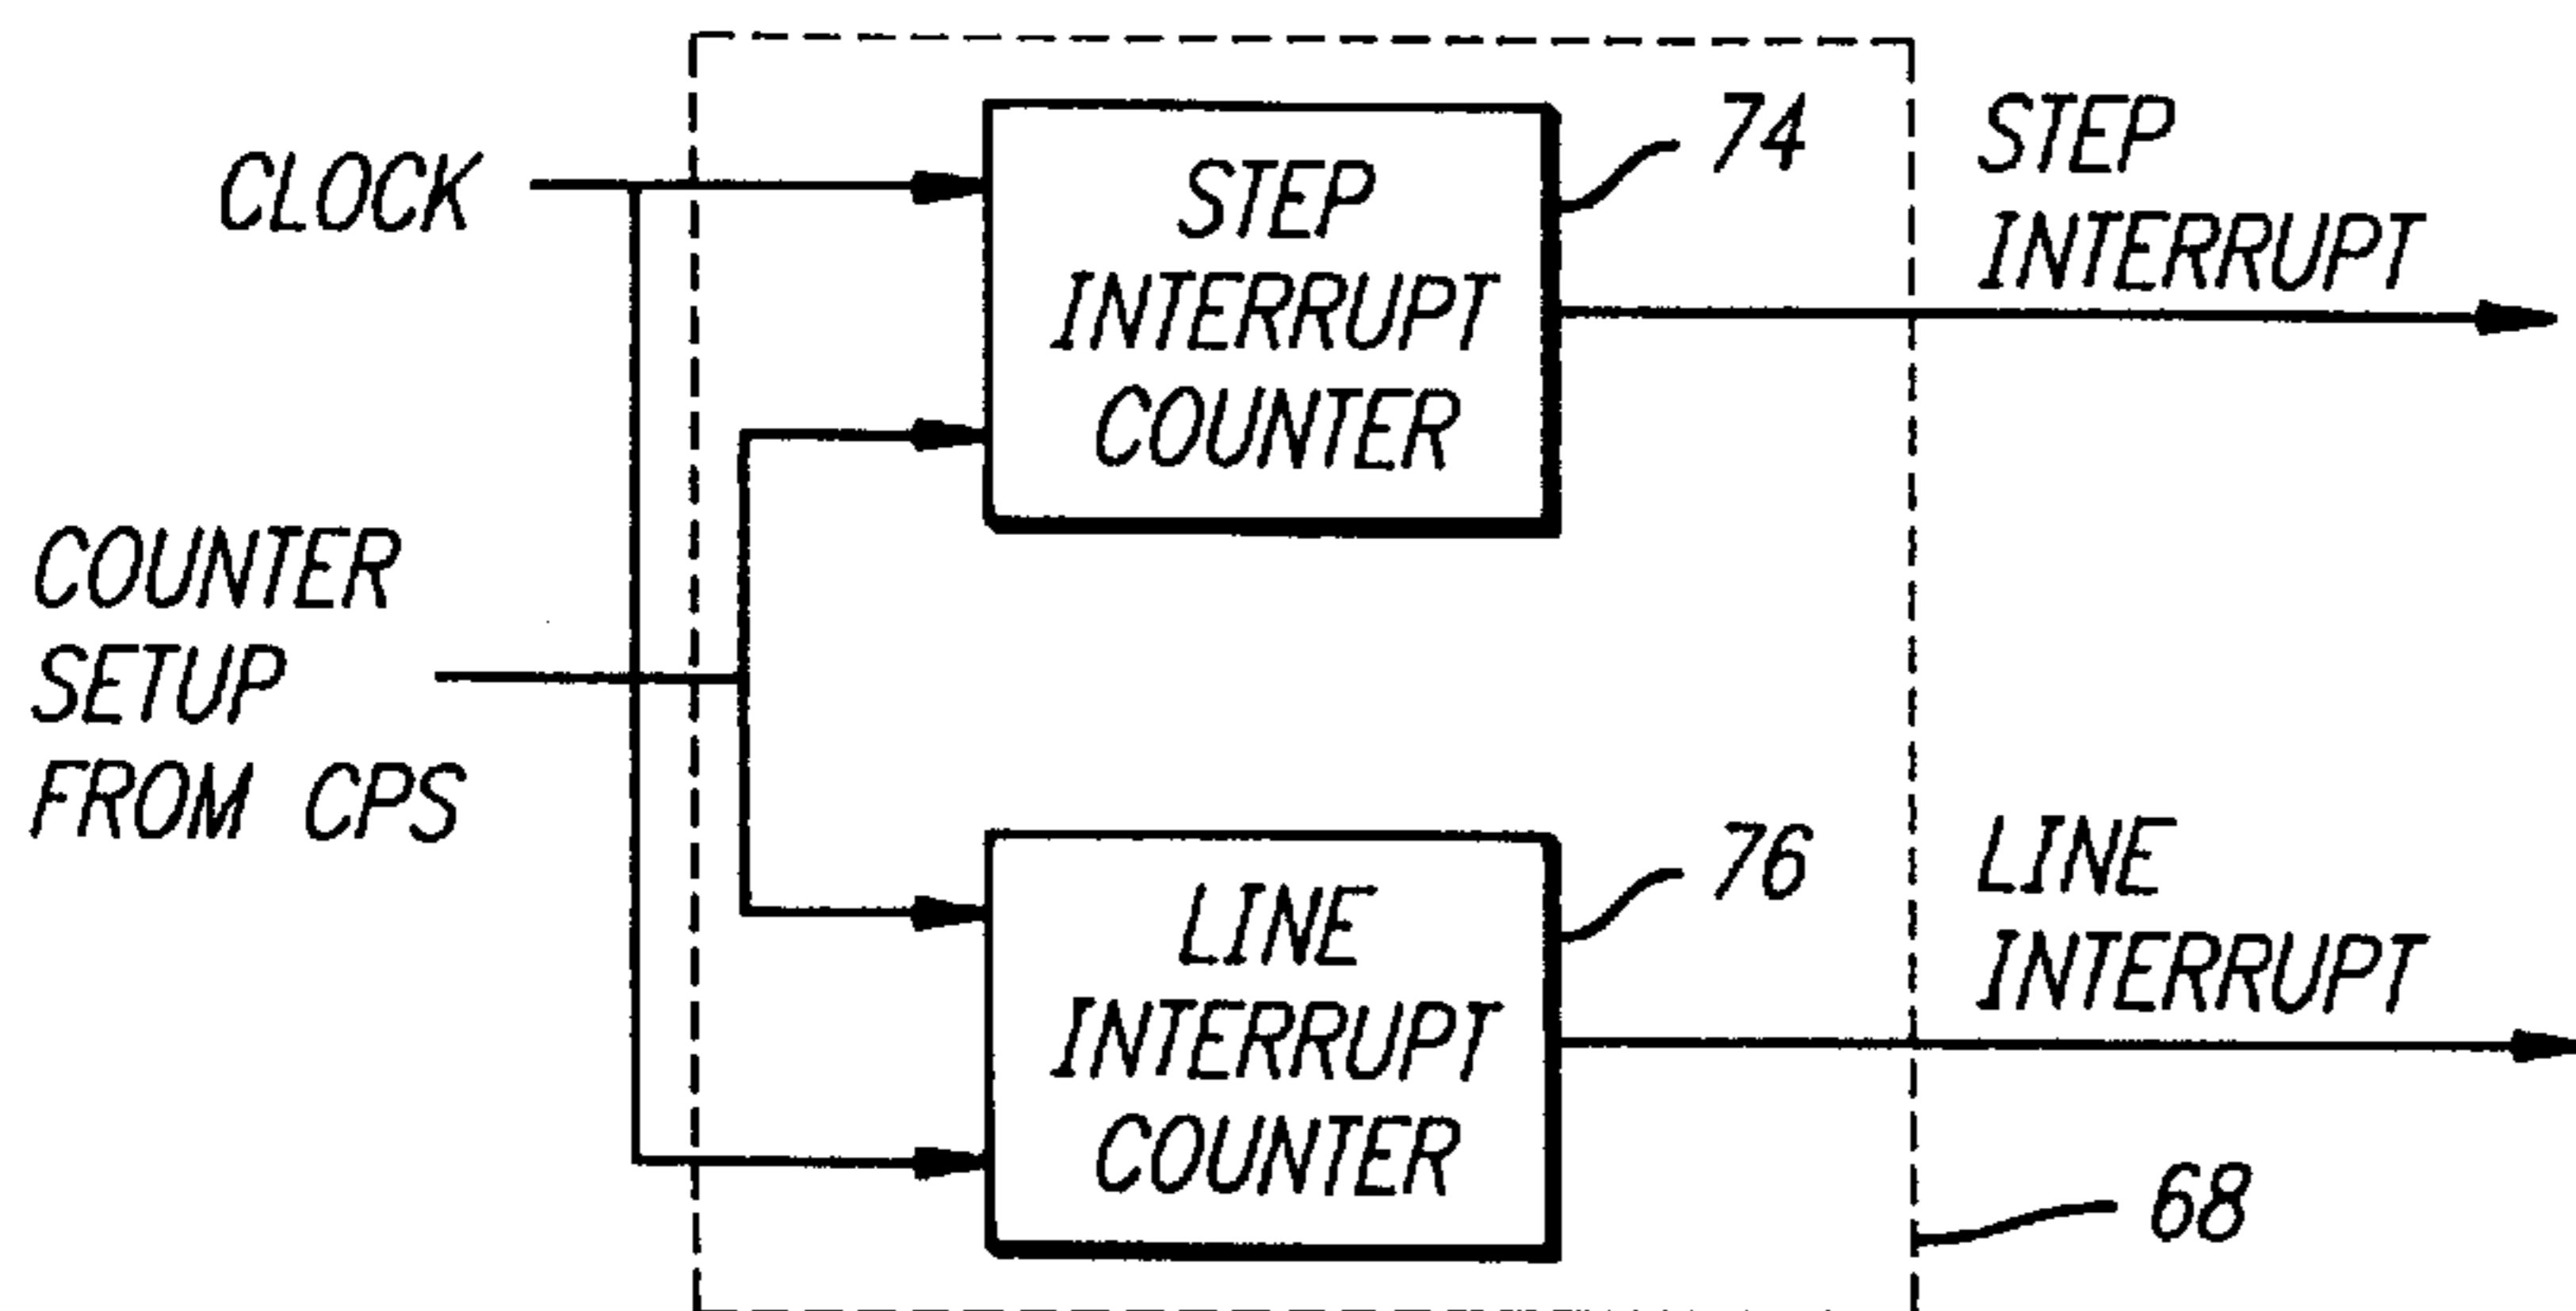 CLOCK
COUNTER
SETUP
FROM CPS
STEP
INTERRUPT
COUNTER
74
STEP
INTERRUPT
LINE
INTERRUPT
COUNTER
76
LINE
INTERRUPT
68